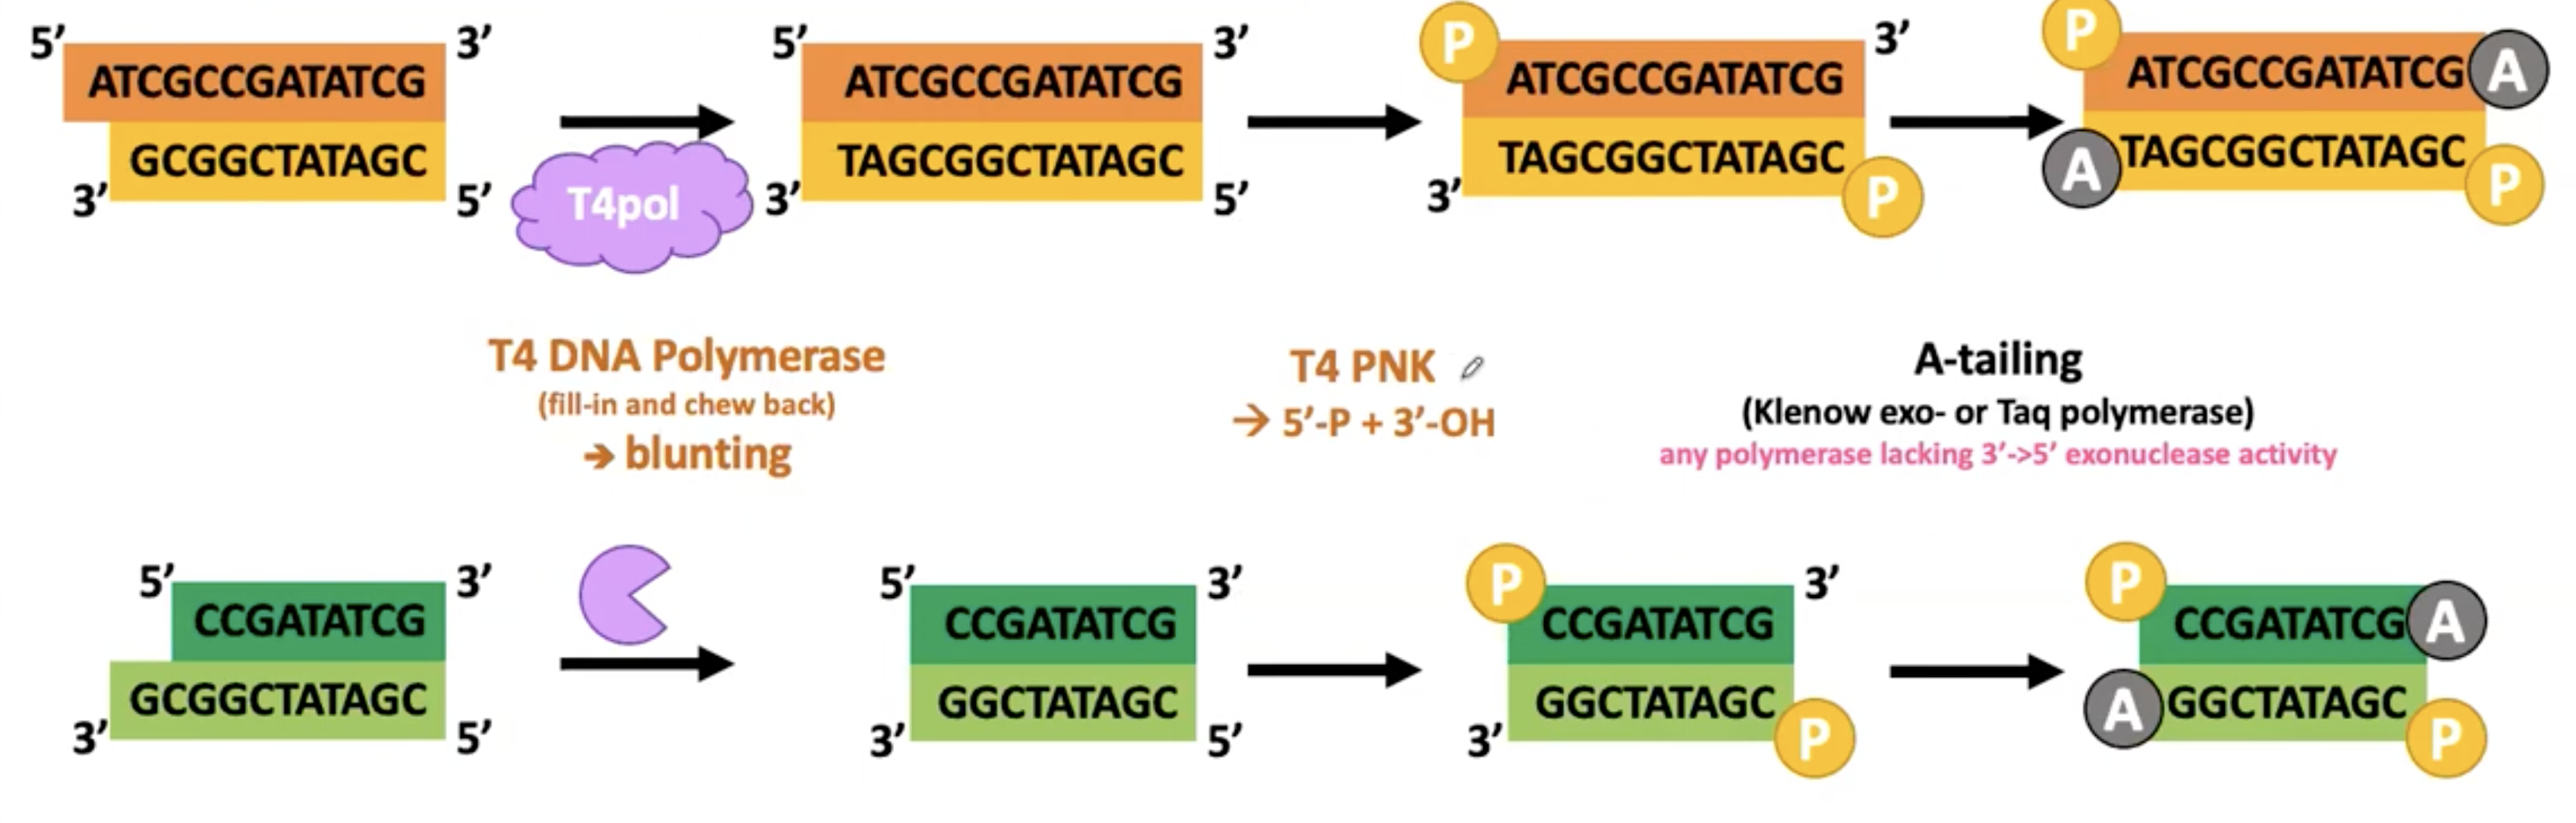 5’ 3’ 5’ 3’ P 3’ P
ATCGCCGATATCG ATCGCCGATATCG ATCGCCGATATCG ATCGCCGATATCG A
GCGGCTATAGC TAGCGGCTATAGC TAGCGGCTATAGC A TAGCGGCTATAGC
3’ 5’ T4pol 3’ 5’ 3’ P P
T4 DNA Polymerase
(fill-in and chew back)
➔ blunting
T4 PNK
→ 5’-P + 3’-OH
A-tailing
(Klenow exo- or Taq polymerase)
any polymerase lacking 3’->5’ exonuclease activity
5’ 3’ 5’ 3’ P 3’ P
CCGATATCG CCGATATCG CCGATATCG CCGATATCG A
GCGGCTATAGC GGCTATAGC GGCTATAGC A GGCTATAGC
3’ 5’ 3’ 5’ 3’ P P